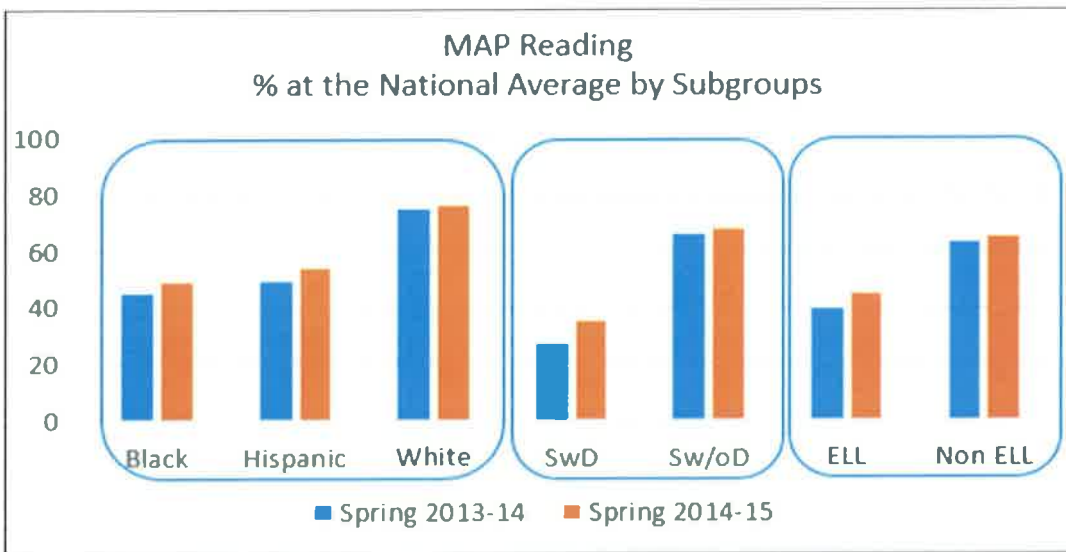 MAP Reading
% at the National Average by Subgroups
100
80
60
40
20
0
Black Hispanic White SwD Sw/oD ELL Non ELL
Spring 2013-14 Spring 2014-15